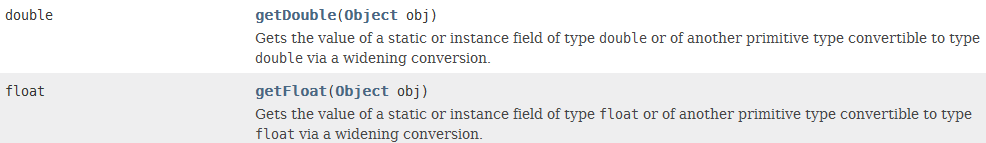 double getDouble(Object obj)
Gets the value of a static or instance field of type double or of another primitive type convertible to type
double via a widening conversion.
float getFloat(Object obj)
Gets the value of a static or instance field of type float or of another primitive type convertible to type
float via a widening conversion.